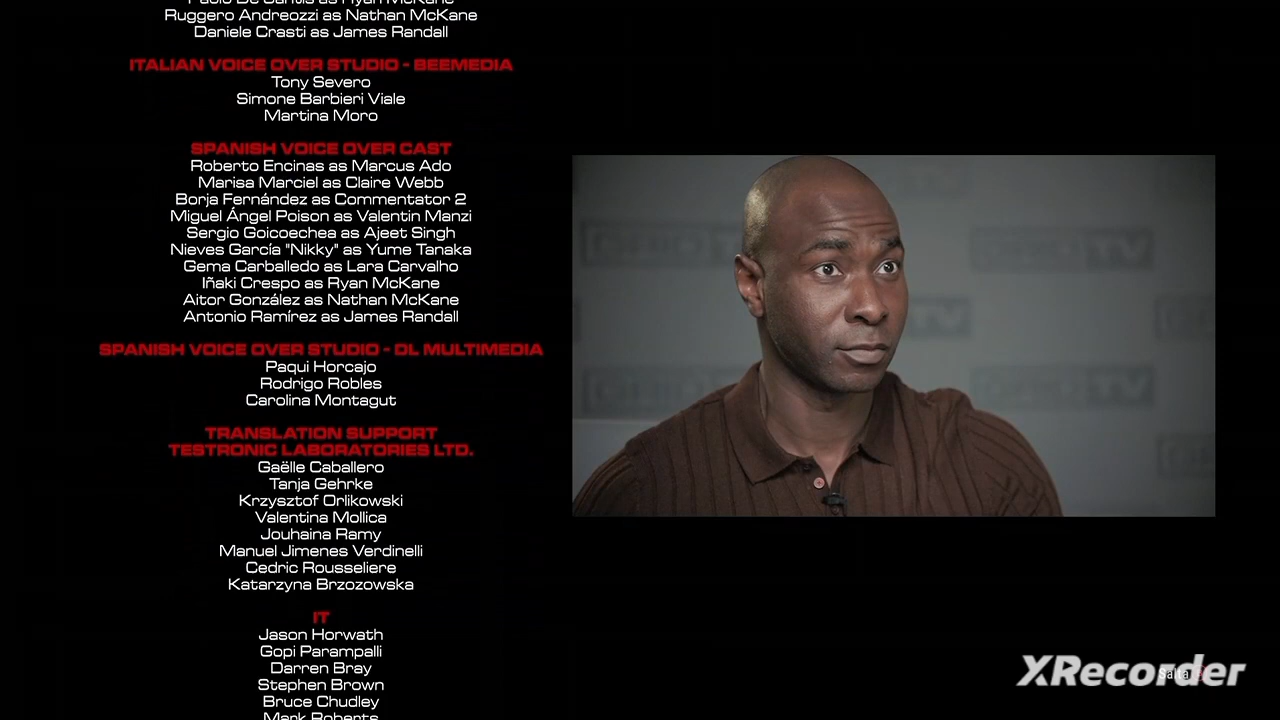 Ruggero Andreozzi as Nathan McKane
Daniele Crasti as James Randall
ITALIAN VOICE OVER STUDIO - BEEMEDIA
Tony Severo
Simone Barbieri Viale
Martina Moro
SPANISH VOICE OVER CAST
Roberto Encinas as Marcus Ado
Marisa Marciel as Claire Webb
Borja Fernández as Commentator 2
Miguel Ángel Poison as Valentin Manzi
Sergio Goicoechea as Ajeet Singh
Nieves García "Nikky" as Yume Tanaka
Gema Carballedo as Lara Carvalho
Iñaki Crespo as Ryan McKane
Aitor González as Nathan McKane
Antonio Ramírez as James Randall
SPANISH VOICE OVER STUDIO - DL MULTIMEDIA
Paqui Horcajo
Rodrigo Robles
Carolina Montagut
TRANSLATION SUPPORT
TESTRONIC LABORATORIES LTD.
Gaëlle Caballero
Tanja Gehrke
Krzysztof Orlikowski
Valentina Mollica
Jouhaina Ramy
Manuel Jimenes Verdinelli
Cedric Rousseliere
Katarzyna Brzozowska
IT
Jason Horwath
Gopi Parampalli
Darren Bray
Stephen Brown
Bruce Chudley
Mark Roberts
XRecorder
Salta